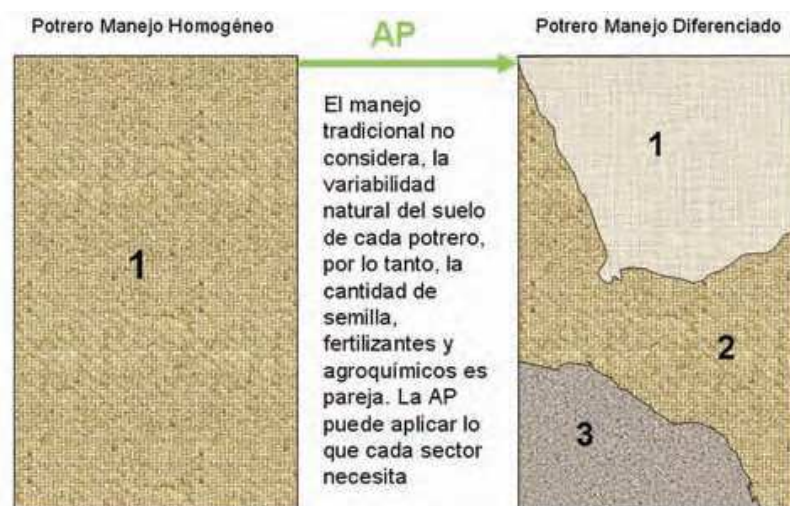 Potrero Manejo Homogéneo
AP
Potrero Manejo Diferenciado
1
El manejo
tradicional no
considera, la
variabilidad
natural del suelo
de cada potrero,
por lo tanto, la
cantidad de
semilla,
fertilizantes y
agroquímicos es
pareja. La AP
puede aplicar lo
que cada sector
necesita
1
2
3